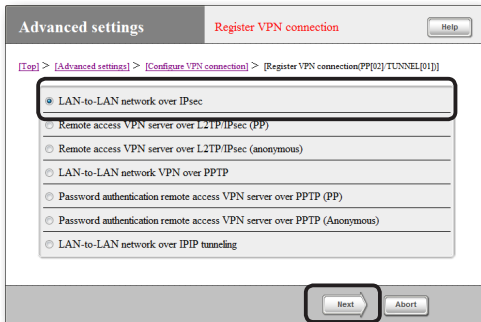 Advanced settings
Register VPN connection
Help
[Top] > [Advanced settings] > [Configure VPN connection] > [Register VPN connection(PP[02]/TUNNEL[01])]
LAN-to-LAN network over IPsec
Remote access VPN server over L2TP/IPsec (PP)
Remote access VPN server over L2TP/IPsec (anonymous)
LAN-to-LAN network VPN over PPTP
Password authentication remote access VPN server over PPTP (PP)
Password authentication remote access VPN server over PPTP (Anonymous)
LAN-to-LAN network over IPIP tunneling
Next
Abort